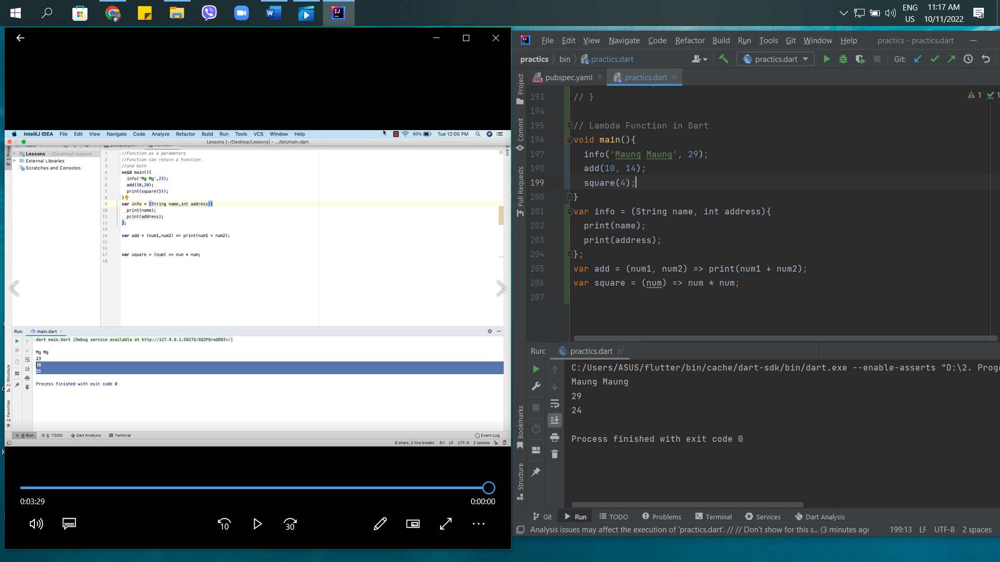 ENG
US
11:17 AM
10/11/2022
IntelliJ IDEA File Edit View Navigate Code Analyze Refactor Build Run Tools VCS Window Help 80% Tue 12:05 PM
Lessons [~/Desktop/Lessons] - .../bin/main.dart
Lessons ~/Desktop/Lessons
External Libraries
Scratches and Consoles
1 //Function as a parameters
2 //Function can return a Function
3 //and both
4 void main(){
5 info('Mg Mg',23);
6 add(10,20);
7 print(square(5));
8 }
9 var info = (String name,int address){
10 print(name);
11 print(address);
12 };
13
14 var add = (num1,num2) => print(num1 + num2);
15
16
17 var square = (num) => num * num;
18
Ant
Z: Structure
2: Favorites
Run: main.dart
dart main.dart [Debug service available at http://127.0.0.1:50276/6Q3PQreQR8I=/]
Mg Mg
23
30
25
Process finished with exit code 0
4: Run 6: TODO Dart Analysis Terminal Event Log
6 chars, 2 line breaks 6:1 LF UTF-8 2 spaces
0:03:29 0:00:00
10 30
File Edit View Navigate Code Refactor Build Run Tools Git Window Help practics - practics.dart
practics bin practics.dart practics.dart Git:
pubspec.yaml practics.dart
Project
Commit
Pull Requests
Bookmarks
Structure
1 1
193 // }
194
195 // Lambda Function in Dart
196 void main(){
197 info('Maung Maung', 29);
198 add(10, 14);
199 square(4);
200 }
201 var info = (String name, int address){
202 print(name);
203 print(address);
204 };
205 var add = (num1, num2) => print(num1 + num2);
206 var square = (num) => num * num;
207
Run: practics.dart
C:/Users/ASUS/flutter/bin/cache/dart-sdk/bin/dart.exe --enable-asserts "D:\2. Progr
Maung Maung
29
24
Process finished with exit code 0
Git Run TODO Problems Terminal Services Dart Analysis
Analysis issues may affect the execution of 'practics.dart'. // // Don't show for this s... (3 minutes ago 199:13 LF UTF-8 2 spaces